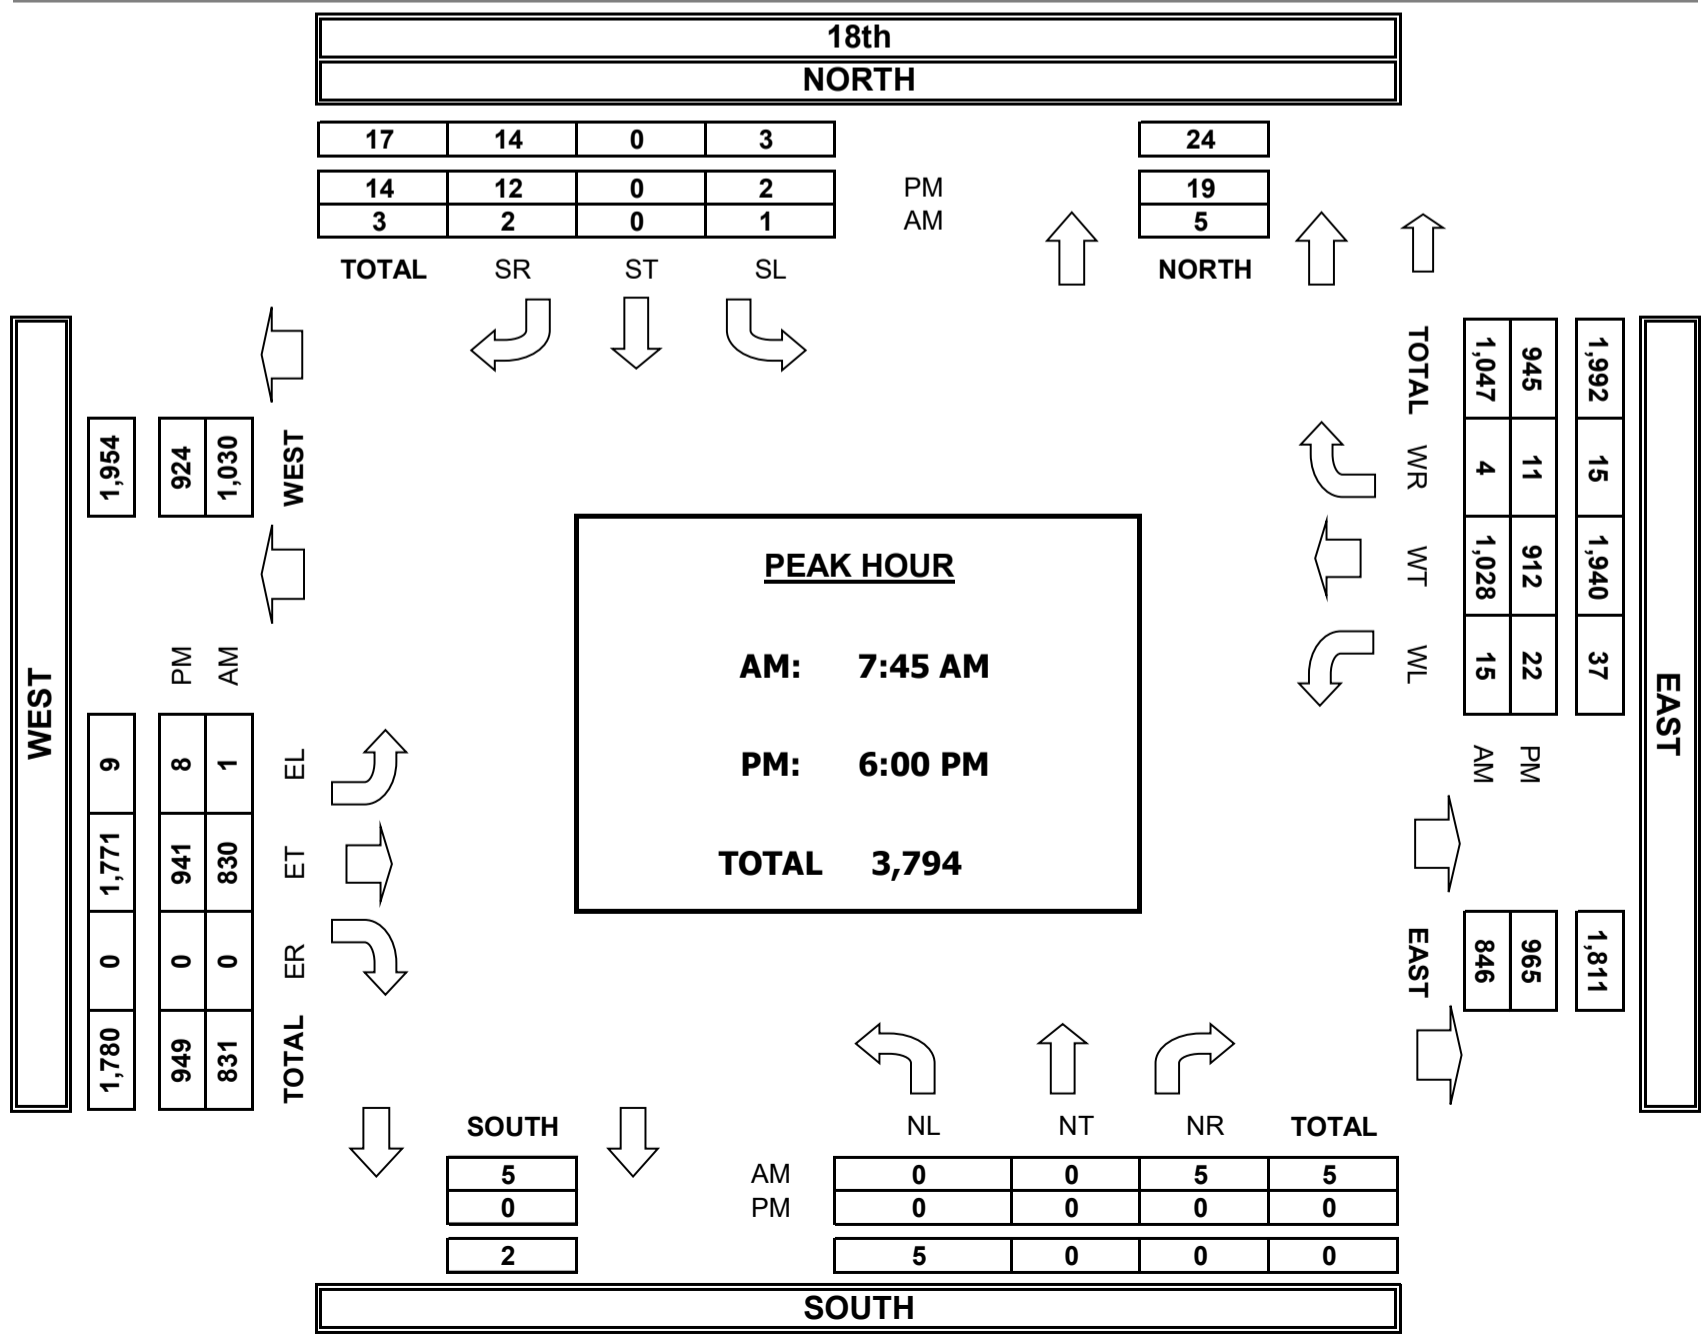 18th
NORTH
17 14 0 3
24
14 12 0 2 PM 19
3 2 0 1 AM 5
TOTAL SR ST SL NORTH
WEST
1,954
924
1,030
WEST
PM
AM
9 1,771 0 1,780
8 941 0 949
1 830 0 831
EL ET ER TOTAL
PEAK HOUR
AM: 7:45 AM
PM: 6:00 PM
TOTAL 3,794
TOTAL WR WT WL
1,047 4 1,028 15 AM
945 11 912 22 PM
1,992 15 1,940 37
EAST
846
965
1,811
EAST
SOUTH NL NT NR TOTAL
5 AM 0 0 5 5
0 PM 0 0 0 0
2 5 0 0 0
SOUTH